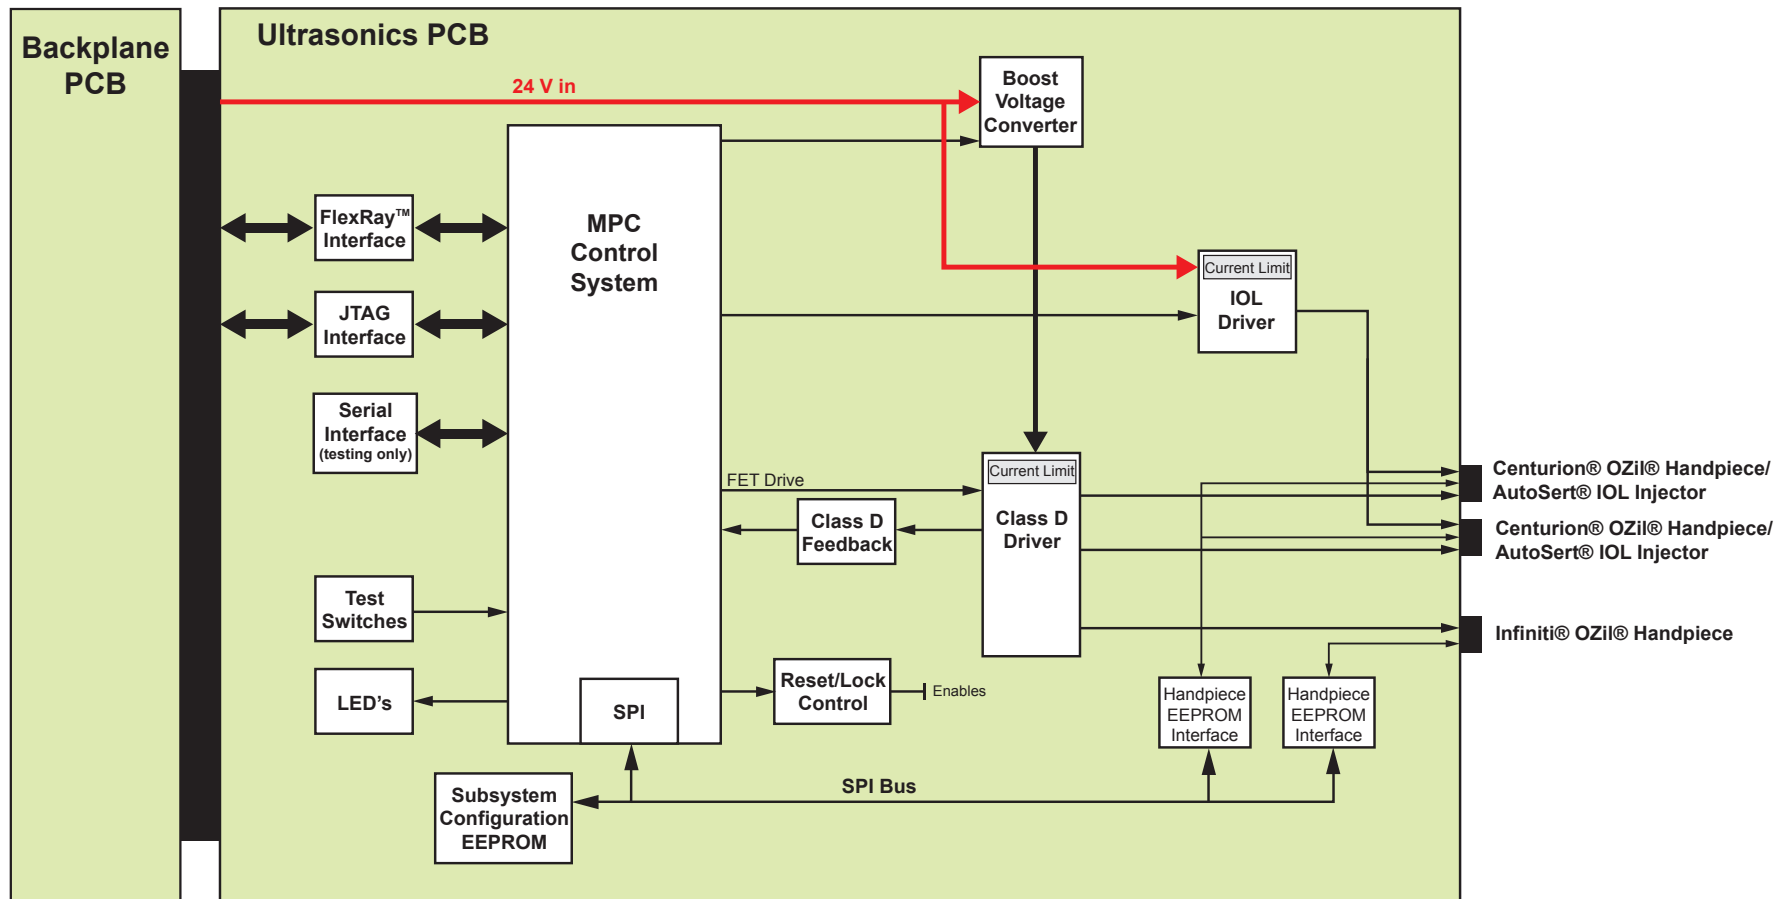 Backplane
PCB
Ultrasonics PCB
24 V in
Boost
Voltage
Converter
FlexRay™
Interface
MPC
Control
System
Current Limit
IOL
Driver
JTAG
Interface
Serial
Interface
(testing only)
FET Drive
Current Limit
Class D
Driver
Class D
Feedback
Centurion® OZil® Handpiece/
AutoSert® IOL Injector
Centurion® OZil® Handpiece/
AutoSert® IOL Injector
Test
Switches
Infiniti® OZil® Handpiece
LED’s
SPI
Reset/Lock
Control
Enables
Handpiece
EEPROM
Interface
Handpiece
EEPROM
Interface
Subsystem
Configuration
EEPROM
SPI Bus